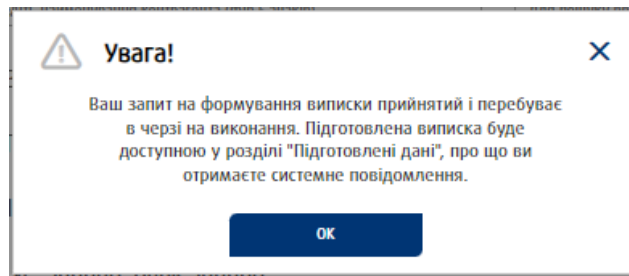 Увага!
Ваш запит на формування виписки прийнятий і перебуває
в черзі на виконання. Підготовлена виписка буде
доступною у розділі "Підготовлені дані", про що ви
отримаєте системне повідомлення.
ОК